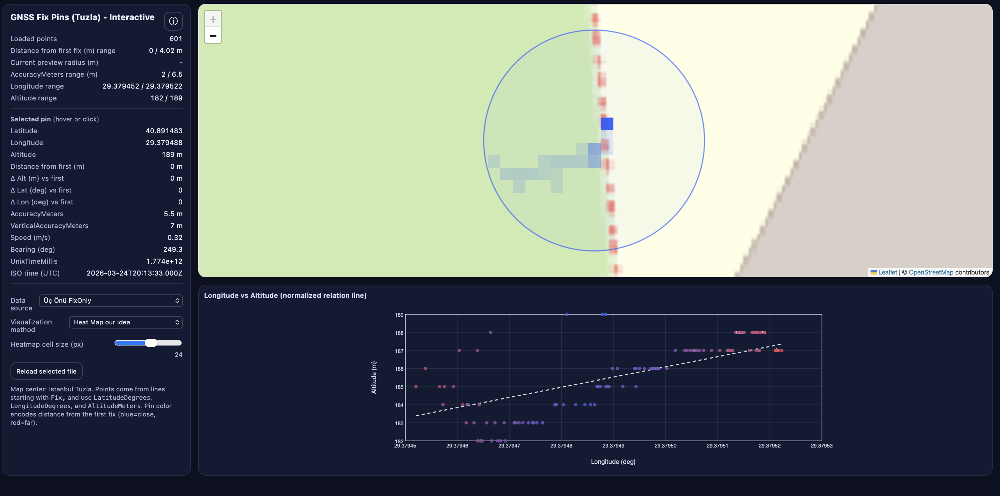 GNSS Fix Pins (Tuzla) - Interactive
ⓘ
Loaded points 601
Distance from first fix (m) range 0 / 4.02 m
Current preview radius (m) -
AccuracyMeters range (m) 2 / 6.5
Longitude range 29.379452 / 29.379522
Altitude range 182 / 189
Selected pin (hover or click)
Latitude 40.891483
Longitude 29.379488
Altitude 189 m
Distance from first (m) 0 m
Δ Alt (m) vs first 0 m
Δ Lat (deg) vs first 0
Δ Lon (deg) vs first 0
AccuracyMeters 5.5 m
VerticalAccuracyMeters 7 m
Speed (m/s) 0.32
Bearing (deg) 249.3
UnixTimeMillis 1.774e+12
ISO time (UTC) 2026-03-24T20:13:33.000Z
Data source Üç Önü FixOnly
Visualization method Heat Map our idea
Heatmap cell size (px)
24
Reload selected file
Map center: Istanbul Tuzla. Points come from lines
starting with Fix, and use LatitudeDegrees,
LongitudeDegrees, and AltitudeMeters. Pin color
encodes distance from the first fix (blue=close,
red=far).
+
−
Leaflet | © OpenStreetMap contributors
Longitude vs Altitude (normalized relation line)
Altitude (m)
189
188
187
186
185
184
183
182
29.37945 29.37946 29.37947 29.37948 29.37949 29.37950 29.37951 29.37952 29.37953
Longitude (deg)